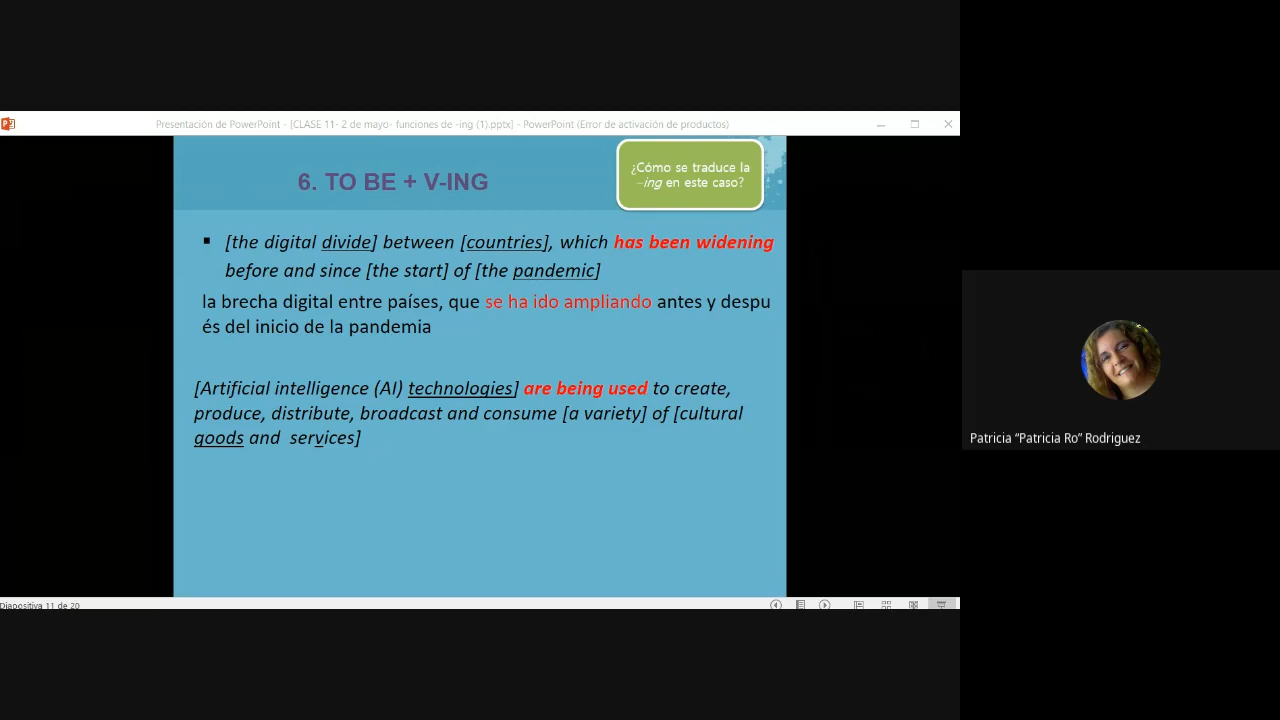 Presentación de PowerPoint - [CLASE 11- 2 de mayo- funciones de -ing (1).pptx] - PowerPoint (Error de activación de productos)
6. TO BE + V-ING
¿Cómo se traduce la
–ing en este caso?
▪ [the digital divide] between [countries], which has been widening
before and since [the start] of [the pandemic]
la brecha digital entre países, que se ha ido ampliando antes y despu
és del inicio de la pandemia
[Artificial intelligence (AI) technologies] are being used to create,
produce, distribute, broadcast and consume [a variety] of [cultural
goods and services]
Patricia “Patricia Ro” Rodriguez
Diapositiva 11 de 20